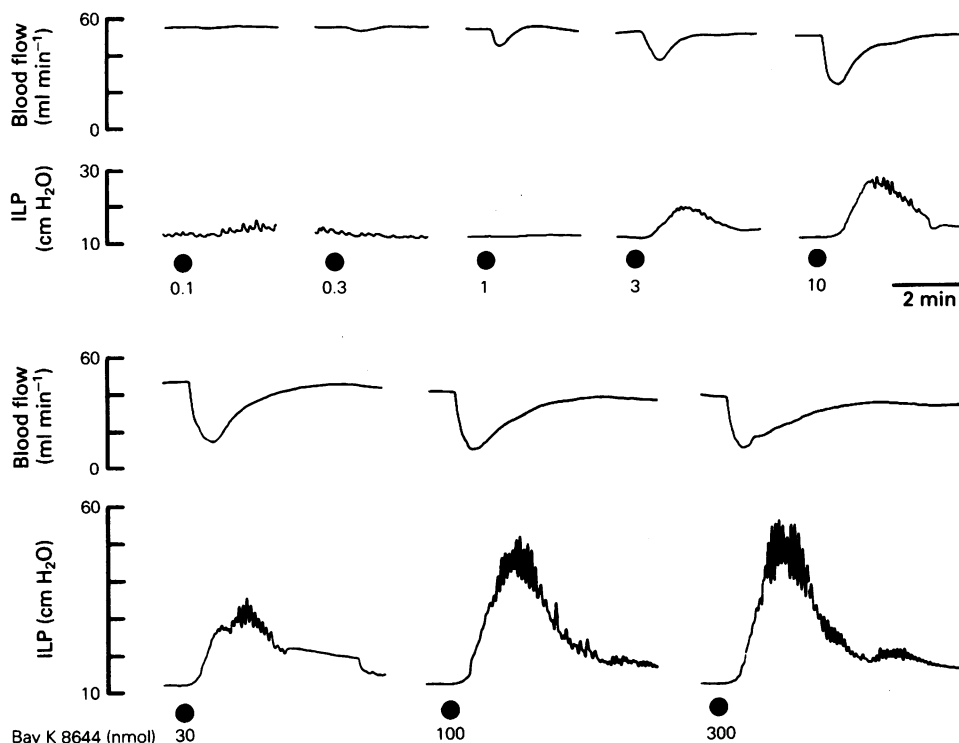 Blood flow
(ml min⁻¹)
60
0
ILP
(cm H₂O)
30
10
0.1
0.3
1
3
10
2 min
Blood flow
(ml min⁻¹)
60
0
ILP (cm H₂O)
60
10
Bay K 8644 (nmol)
30
100
300